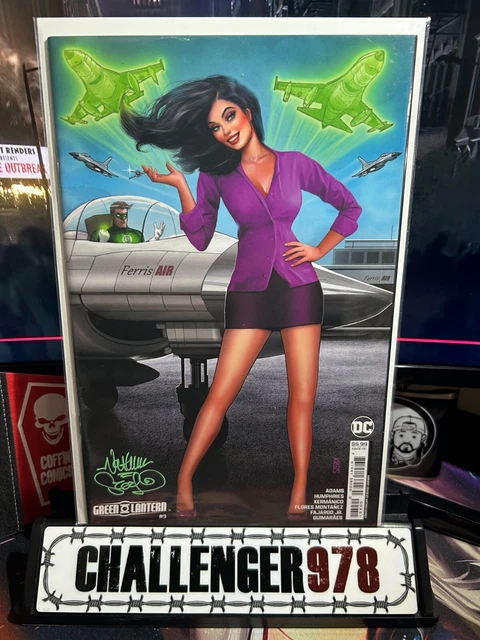 T RENDERS
E OUTBREA
Ferris AIR
Ferris AIR
DC
$5.99
COFFIN
COMICS
GREEN LANTERN
#9
ADAMS
HUMPHRIES
XERMÁNICO
FLORES MONTAÑEZ
FAJARDO JR.
GUIMARÃES
CHALLENGER978